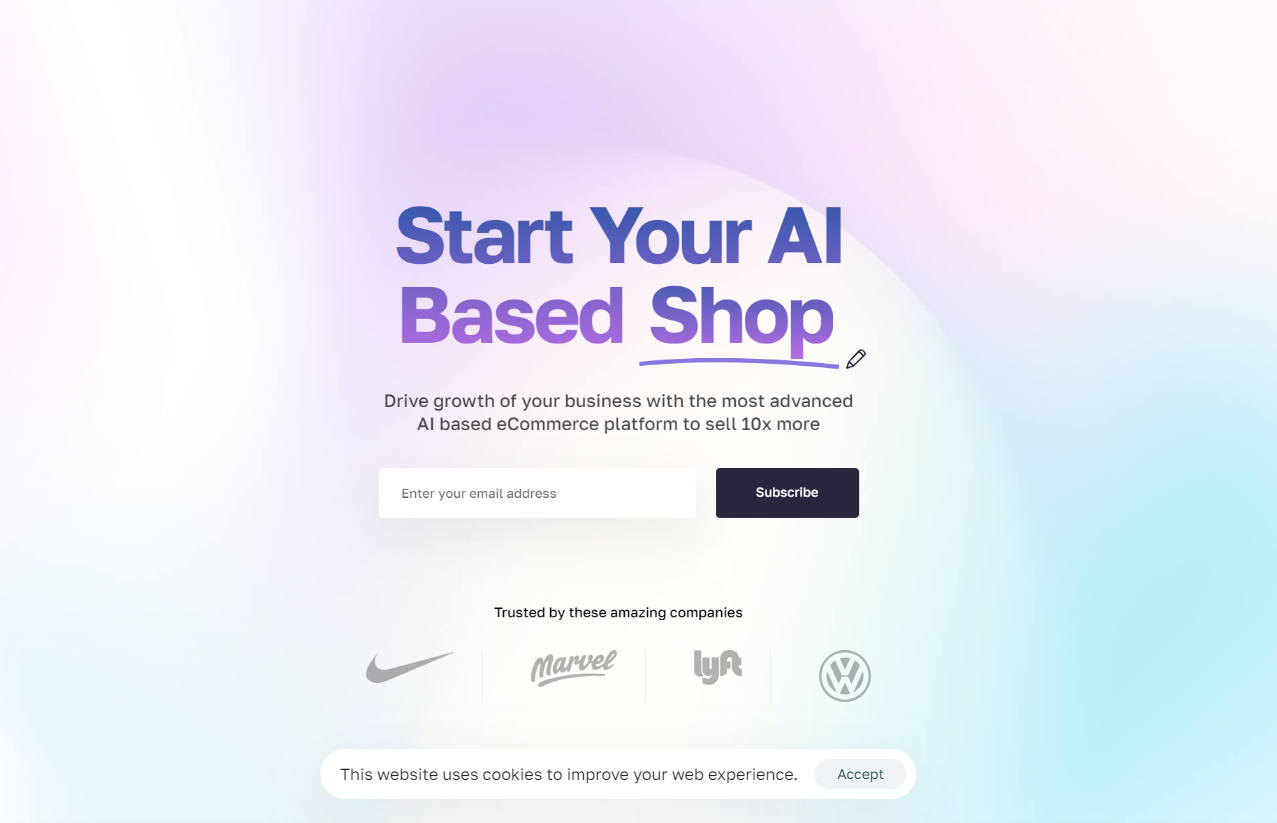 Start Your AI
Based Shop
Drive growth of your business with the most advanced
AI based eCommerce platform to sell 10x more
Enter your email address
Subscribe
Trusted by these amazing companies
Marvel
lyft
VW
This website uses cookies to improve your web experience.
Accept